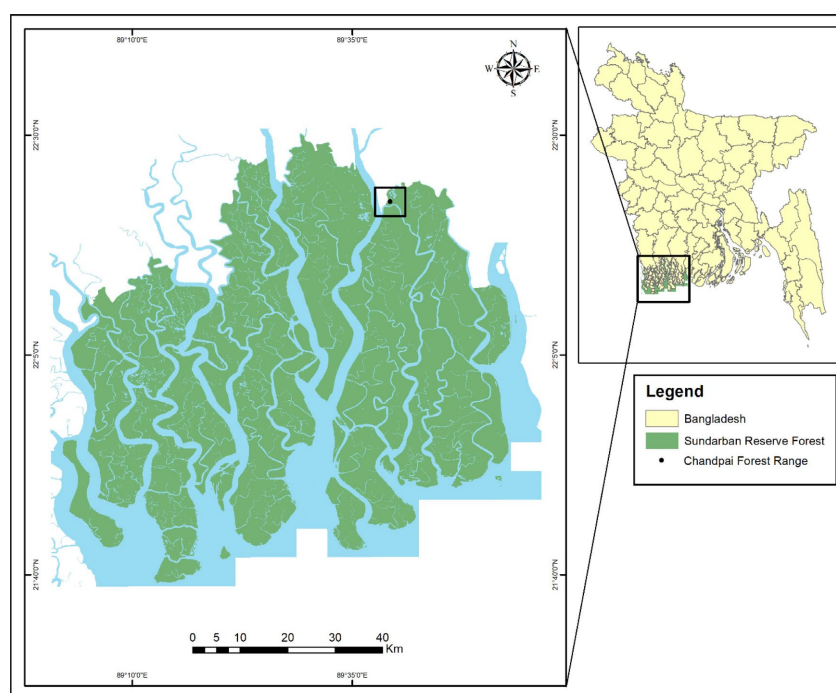 89°10'0"E 89°35'0"E
N
W E
S
22°30'0"N 22°30'0"N
22°5'0"N 22°5'0"N
21°40'0"N 21°40'0"N
0 5 10 20 30 40
Km
89°10'0"E 89°35'0"E
Legend
Bangladesh
Sundarban Reserve Forest
Chandpai Forest Range